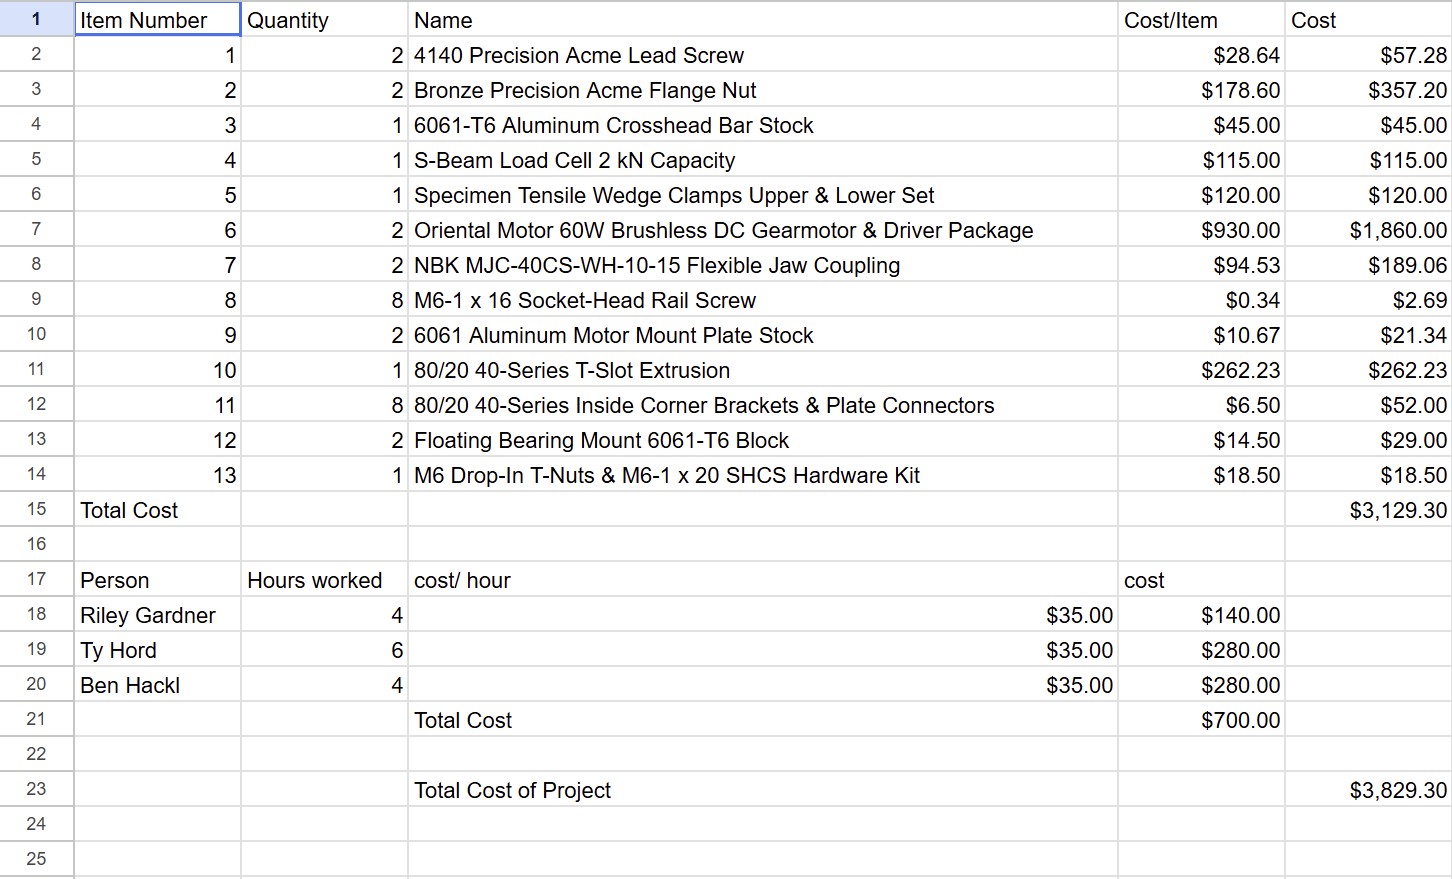 1 Item Number Quantity Name Cost/Item Cost
2 1 2 4140 Precision Acme Lead Screw $28.64 $57.28
3 2 2 Bronze Precision Acme Flange Nut $178.60 $357.20
4 3 1 6061-T6 Aluminum Crosshead Bar Stock $45.00 $45.00
5 4 1 S-Beam Load Cell 2 kN Capacity $115.00 $115.00
6 5 1 Specimen Tensile Wedge Clamps Upper & Lower Set $120.00 $120.00
7 6 2 Oriental Motor 60W Brushless DC Gearmotor & Driver Package $930.00 $1,860.00
8 7 2 NBK MJC-40CS-WH-10-15 Flexible Jaw Coupling $94.53 $189.06
9 8 8 M6-1 x 16 Socket-Head Rail Screw $0.34 $2.69
10 9 2 6061 Aluminum Motor Mount Plate Stock $10.67 $21.34
11 10 1 80/20 40-Series T-Slot Extrusion $262.23 $262.23
12 11 8 80/20 40-Series Inside Corner Brackets & Plate Connectors $6.50 $52.00
13 12 2 Floating Bearing Mount 6061-T6 Block $14.50 $29.00
14 13 1 M6 Drop-In T-Nuts & M6-1 x 20 SHCS Hardware Kit $18.50 $18.50
15 Total Cost $3,129.30
16
17 Person Hours worked cost/ hour cost
18 Riley Gardner 4 $35.00 $140.00
19 Ty Hord 6 $35.00 $280.00
20 Ben Hackl 4 $35.00 $280.00
21 Total Cost $700.00
22
23 Total Cost of Project $3,829.30
24
25